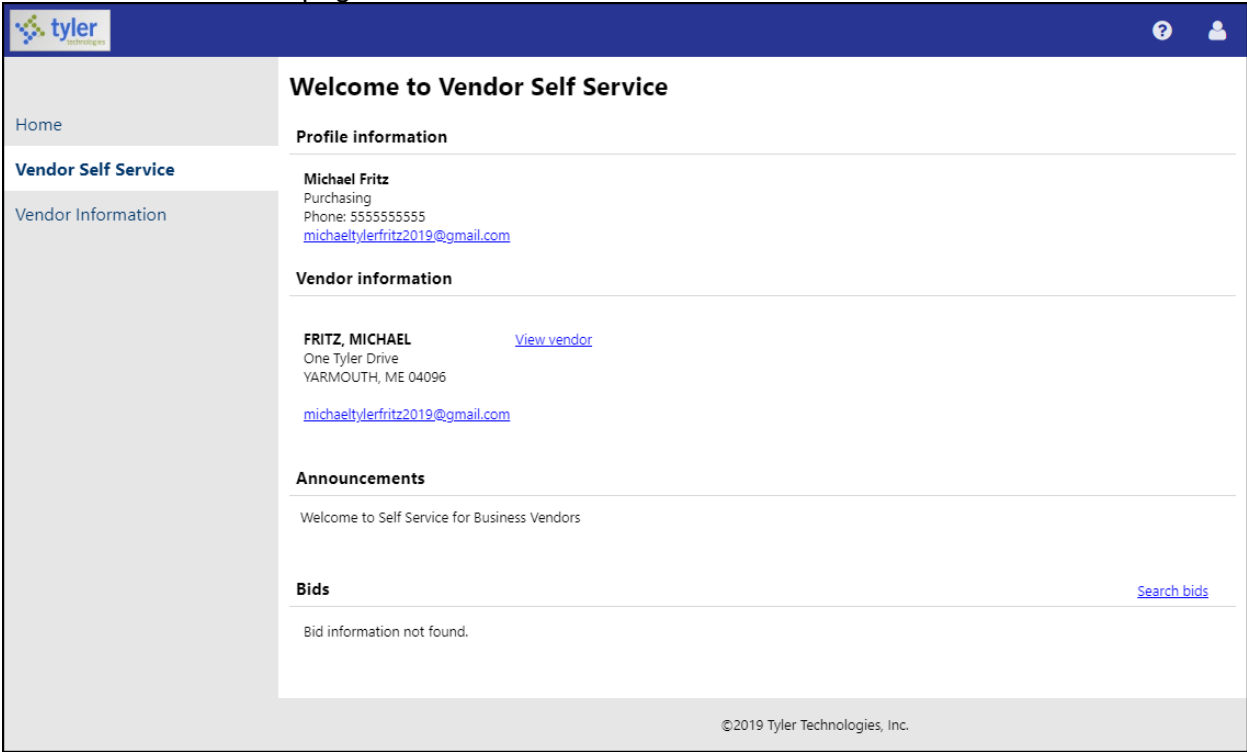 tyler
technologies
Welcome to Vendor Self Service
Home
Profile information
Vendor Self Service
Michael Fritz
Purchasing
Vendor Information
Phone: 5555555555
michaeltylerfritz2019@gmail.com
Vendor information
FRITZ, MICHAEL View vendor
One Tyler Drive
YARMOUTH, ME 04096
michaeltylerfritz2019@gmail.com
Announcements
Welcome to Self Service for Business Vendors
Bids Search bids
Bid information not found.
©2019 Tyler Technologies, Inc.